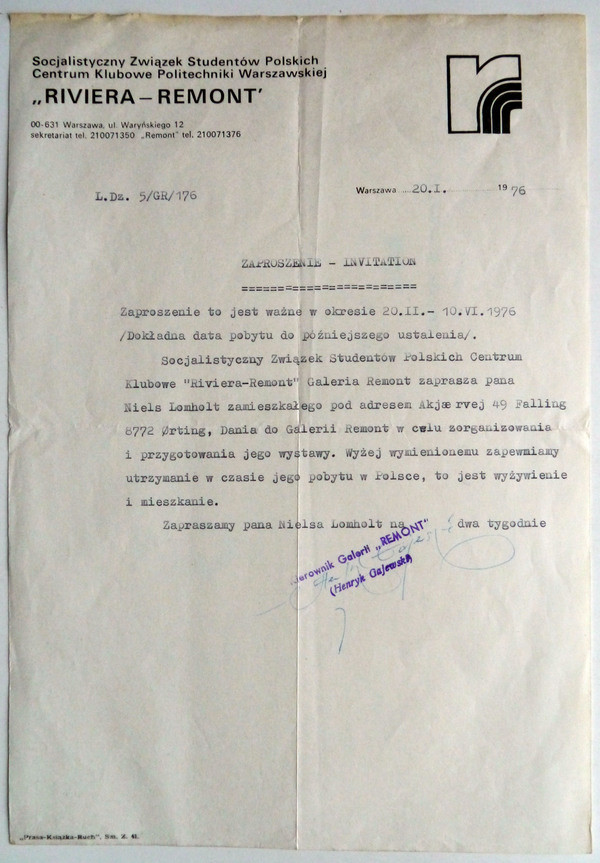 Socjalistyczny Związek Studentów Polskich
Centrum Klubowe Politechniki Warszawskiej
„RIVIERA – REMONT’
00-631 Warszawa, ul. Waryńskiego 12
sekretariat tel. 210071350 „Remont” tel. 210071376
L.Dz. 5/GR/176
Warszawa 20.I. 1976
ZAPROSZENIE – INVITATION
=======================
Zaproszenie to jest ważne w okresie 20.II.- 10.VI.1976
/Dokładna data pobytu do późniejszego ustalenia/.
Socjalistyczny Związek Studentów Polskich Centrum
Klubowe "Riviera-Remont" Galeria Remont zaprasza pana
Niels Lomholt zamieszkałego pod adresem Akjærvej 49 Falling
8772 Ørting, Dania do Galerii Remont w celu zorganizowania
i przygotowania jego wystawy. Wyżej wymienionemu zapewniamy
utrzymanie w czasie jego pobytu w Polsce, to jest wyżywienie
i mieszkanie.
Zapraszamy pana Nielsa Lomholt na dwa tygodnie
Kierownik Galerii „REMONT”
(Henryk Gajewski)
„Prasa-Książka-Ruch”, Nm. Z. 41.